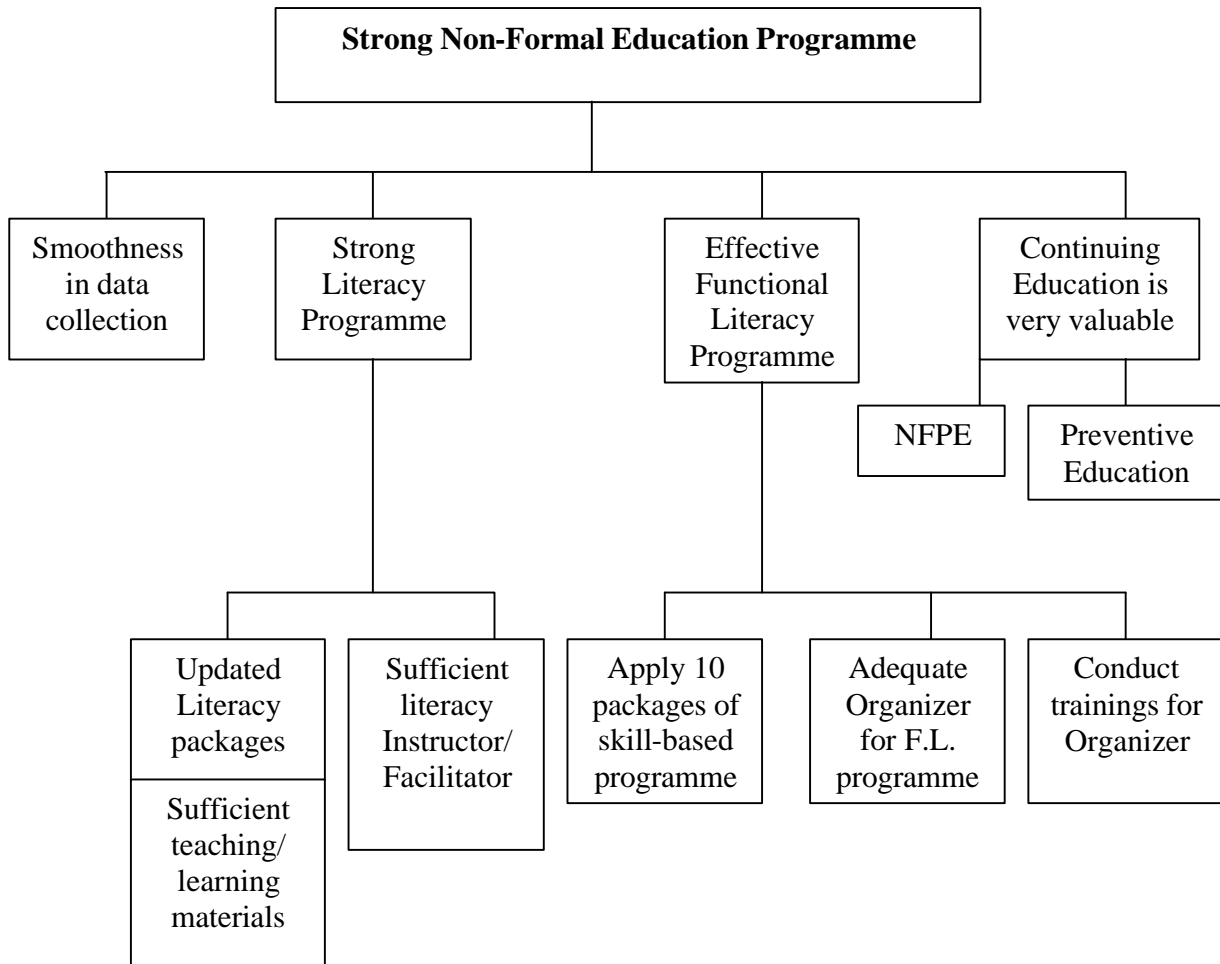 Strong Non-Formal Education Programme
Smoothness
in data
collection
Strong
Literacy
Programme
Effective
Functional
Literacy
Programme
Continuing
Education is
very valuable
NFPE
Preventive
Education
Updated
Literacy
packages
Sufficient
teaching/
learning
materials
Sufficient
literacy
Instructor/
Facilitator
Apply 10
packages of
skill-based
programme
Adequate
Organizer
for F.L.
programme
Conduct
trainings for
Organizer